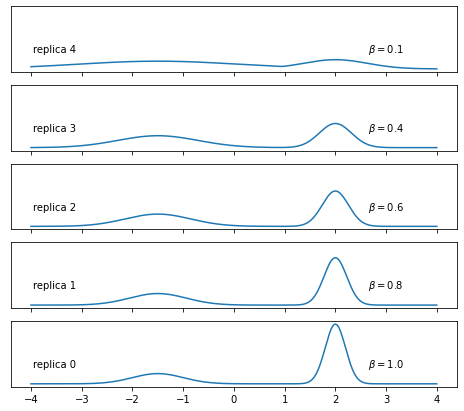 replica 4 β = 0.1
replica 3 β = 0.4
replica 2 β = 0.6
replica 1 β = 0.8
replica 0 β = 1.0
−4 −3 −2 −1 0 1 2 3 4